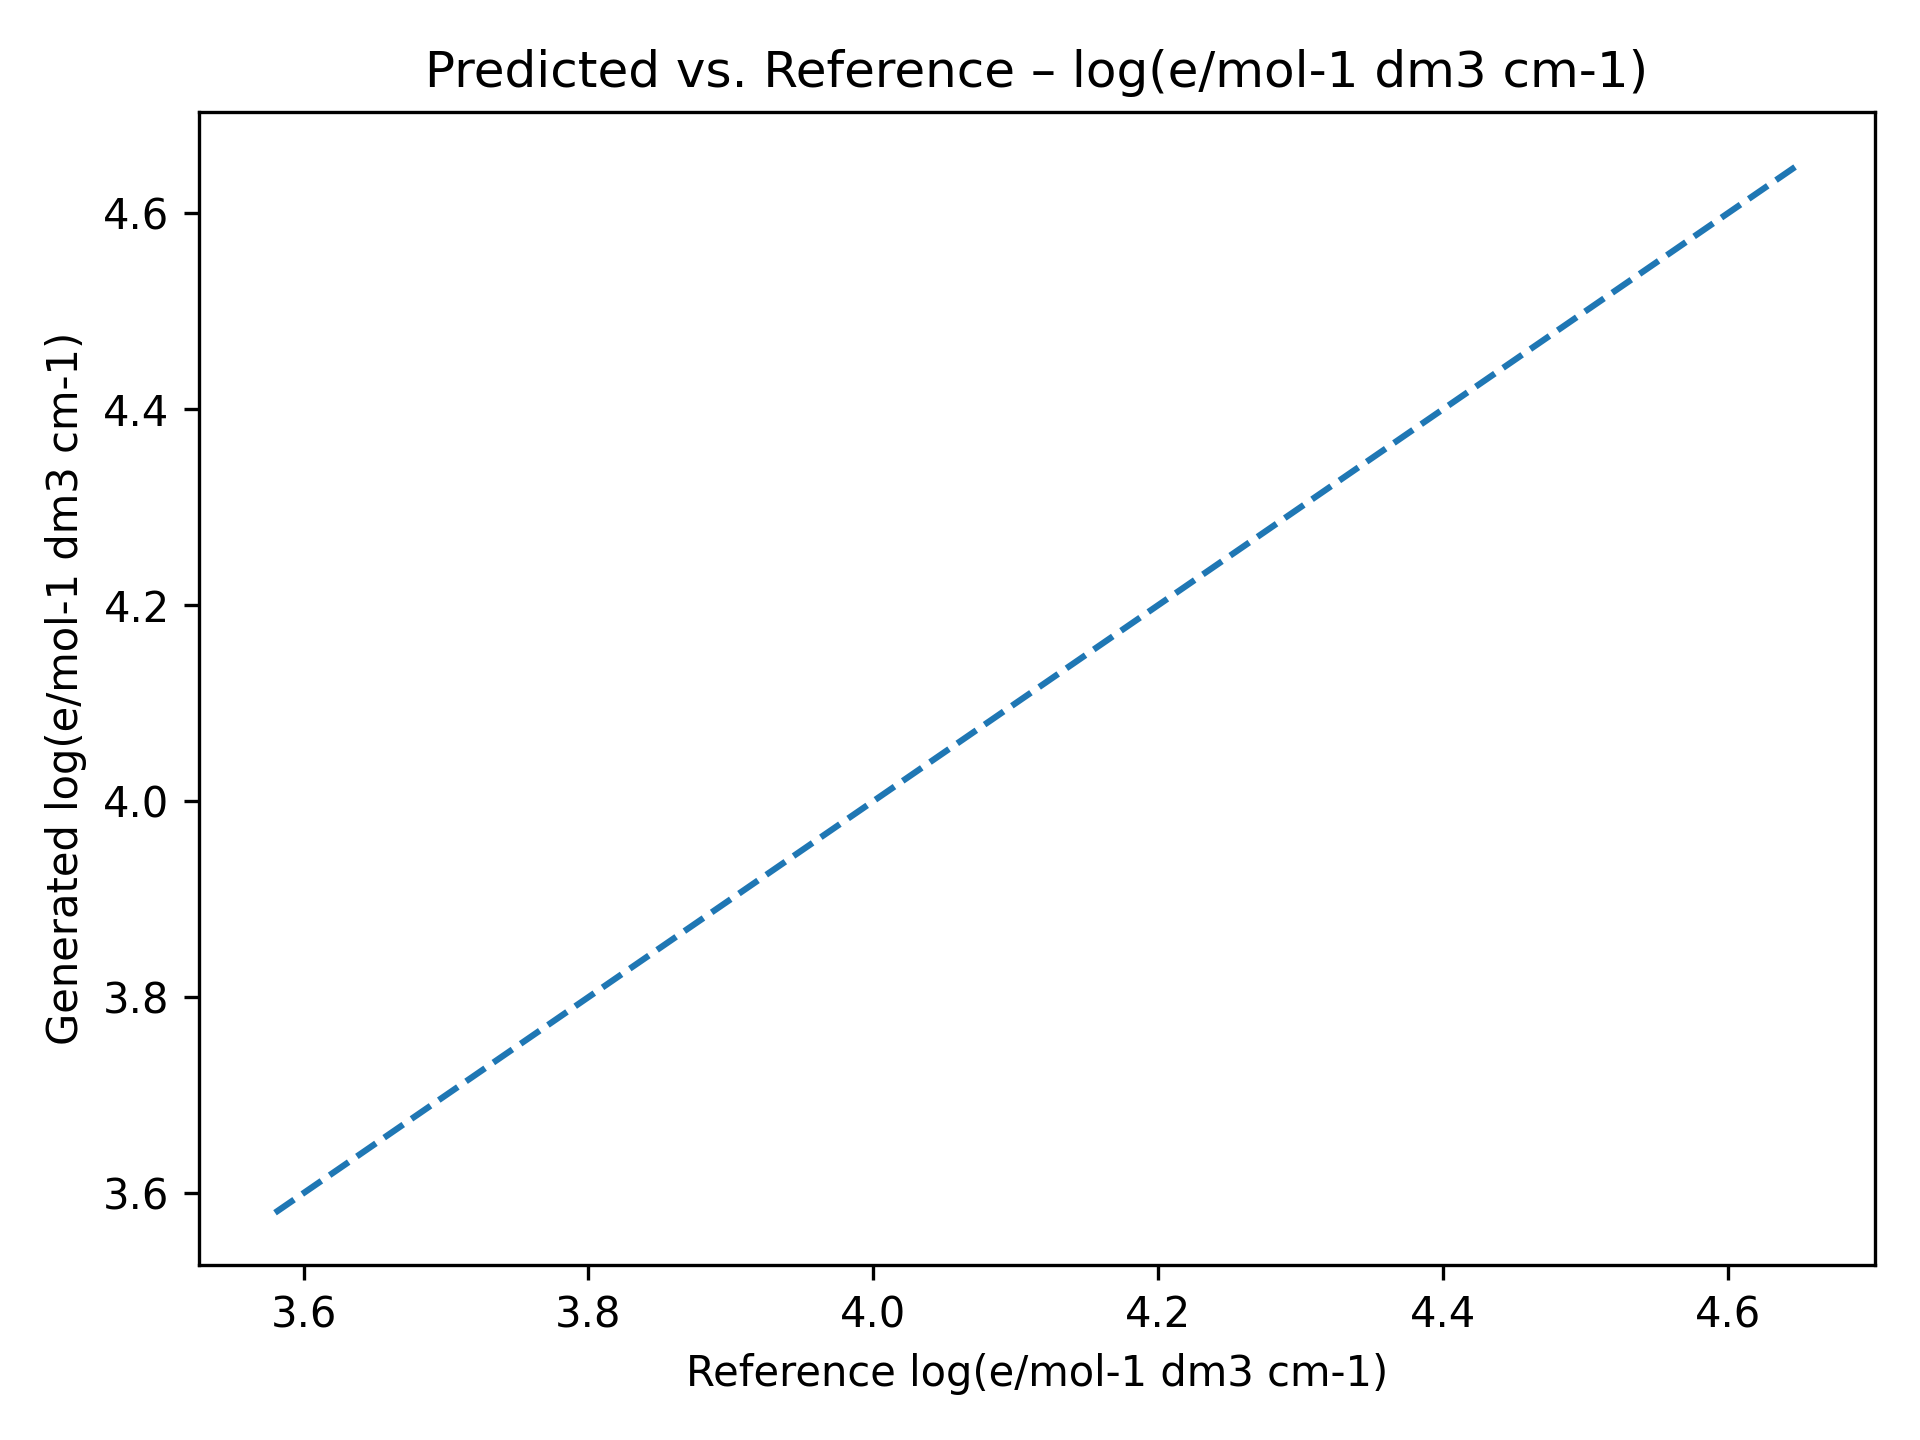 Predicted vs. Reference – log(e/mol-1 dm3 cm-1)
Generated log(e/mol-1 dm3 cm-1)
4.6
4.4
4.2
4.0
3.8
3.6
3.6 3.8 4.0 4.2 4.4 4.6
Reference log(e/mol-1 dm3 cm-1)